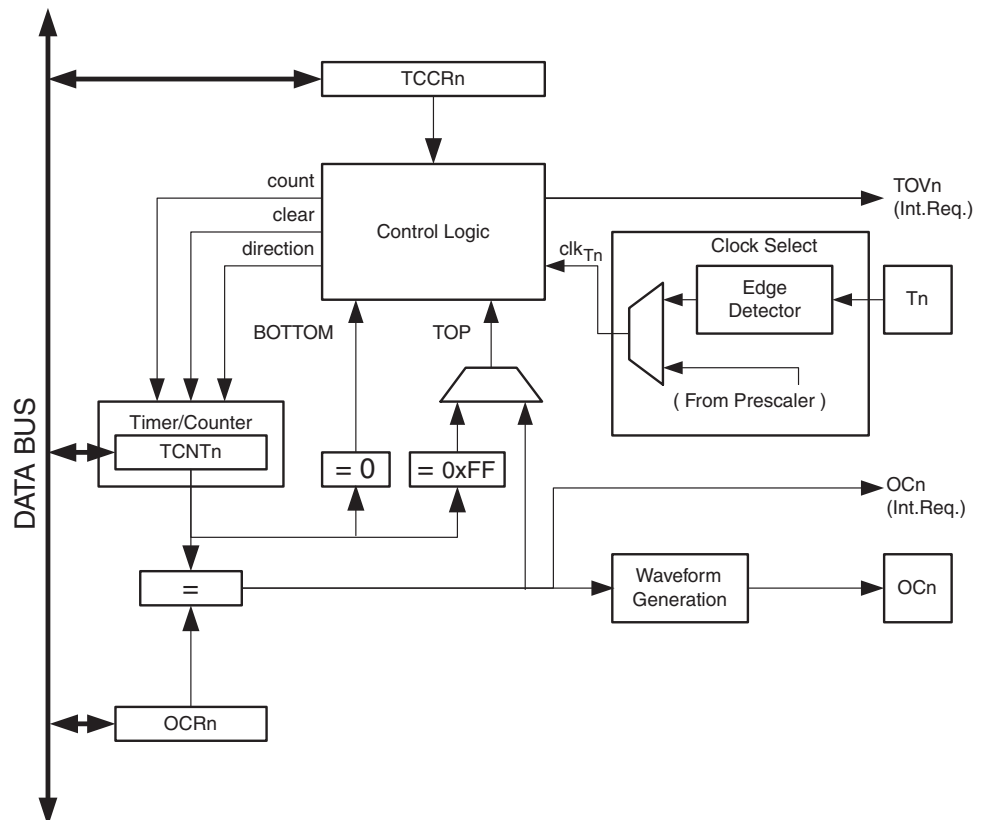 TCCRn
count
clear
direction
Control Logic
TOVn
(Int.Req.)
clkTn
Clock Select
Edge
Detector
Tn
( From Prescaler )
BOTTOM
TOP
Timer/Counter
TCNTn
= 0
= 0xFF
OCn
(Int.Req.)
=
Waveform
Generation
OCn
OCRn
DATA BUS